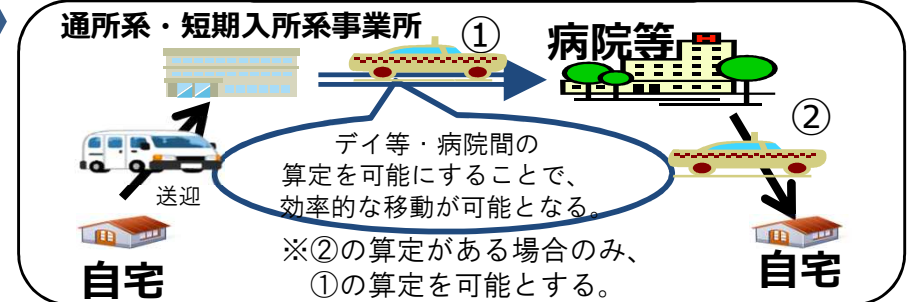 通所系・短期入所系事業所
①
病院等
②
デイ等・病院間の
算定を可能にすることで、
効率的な移動が可能となる。
送迎
※②の算定がある場合のみ、
①の算定を可能とする。
自宅
自宅